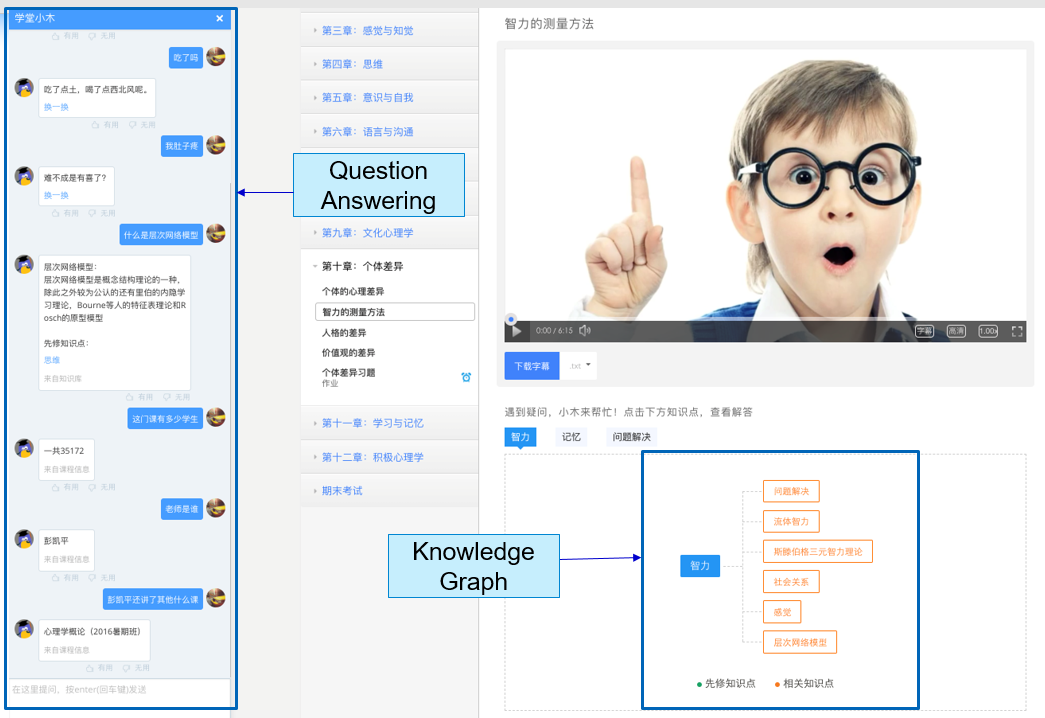 学堂小木 ×
有用 无用
吃了吗
吃了点土，喝了点西北风呢。
换一换
有用 无用
我肚子疼
难不成是有喜了?
换一换
有用 无用
什么是层次网络模型
层次网络模型:
层次网络模型是概念结构理论的一种，
除此之外较为公认的还有里伯的内隐学
习理论，Bourne等人的特征表理论和R
osch的原型模型
先修知识点:
思维
来自知识库
有用 无用
这门课有多少学生
一共35172
来自课程信息
有用 无用
老师是谁
彭凯平
来自课程信息
有用 无用
彭凯平还讲了其他什么课
心理学概论（2016暑期班）
来自课程信息
有用 无用
在这里提问，按enter(回车键)发送
Question
Answering
第三章：感觉与知觉
第四章：思维
第五章：意识与自我
第六章：语言与沟通
第九章：文化心理学
第十章：个体差异
个体的心理差异
智力的测量方法
人格的差异
价值观的差异
个体差异习题
作业
第十一章：学习与记忆
第十二章：积极心理学
期末考试
Knowledge
Graph
智力的测量方法
0:00 / 6:15 字幕 高清 1.00x
下载字幕 .txt
遇到疑问，小木来帮忙！点击下方知识点，查看解答
智力 记忆 问题解决
问题解决
流体智力
斯滕伯格三元智力理论
智力
社会关系
感觉
层次网络模型
先修知识点 相关知识点